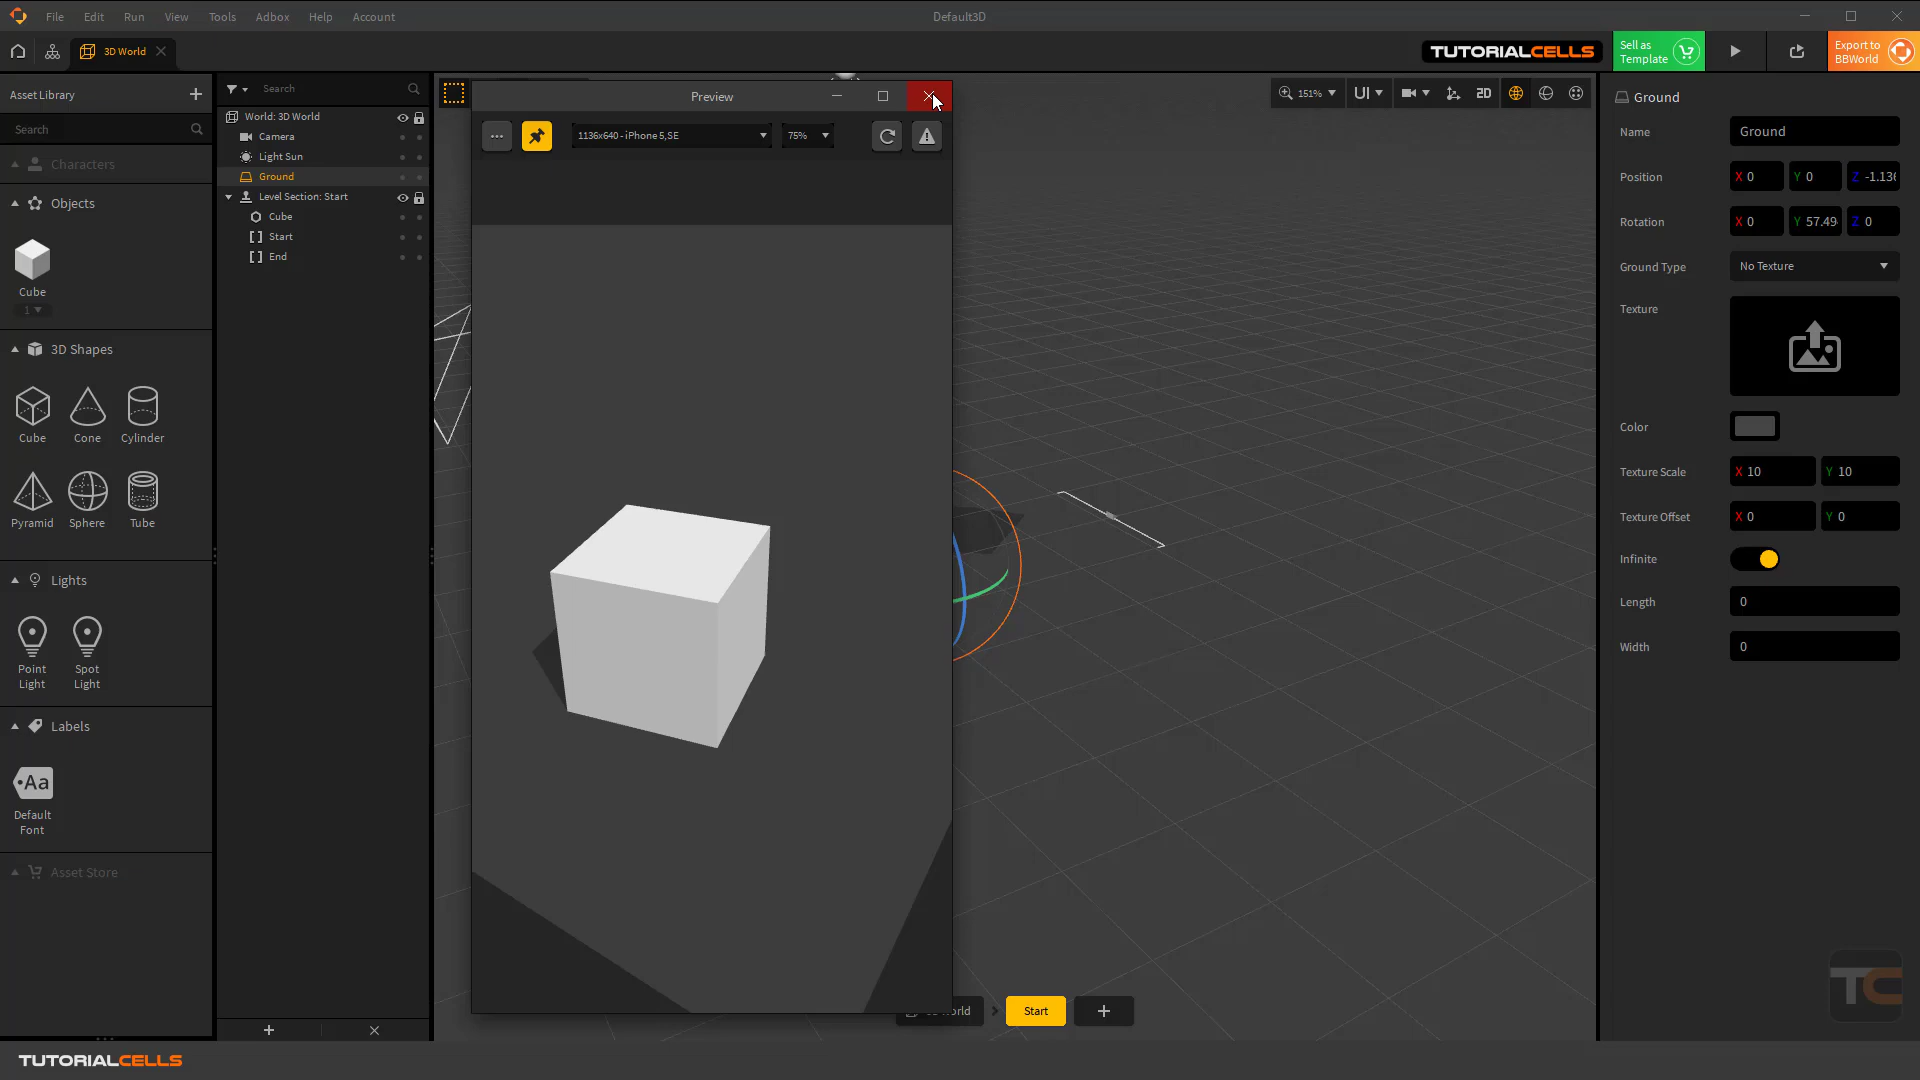 File Edit Run View Tools Adbox Help Account
Default3D
3D World
TUTORIALCELLS
Sell as
Template
Export to
BBWorld
Asset Library
Search
Characters
Objects
Cube
1
3D Shapes
Cube Cone Cylinder
Pyramid Sphere Tube
Lights
Point
Light
Spot
Light
Labels
Aa
Default
Font
Asset Store
Search
World: 3D World
Camera
Light Sun
Ground
Level Section: Start
Cube
Start
End
Preview
1136x640 - iPhone 5,SE
75%
151%
UI
2D
Start
Ground
Name Ground
Position X 0 Y 0 Z -1.136
Rotation X 0 Y 57.49 Z 0
Ground Type No Texture
Texture
Color
Texture Scale X 10 Y 10
Texture Offset X 0 Y 0
Infinite
Length 0
Width 0
TC
TUTORIALCELLS